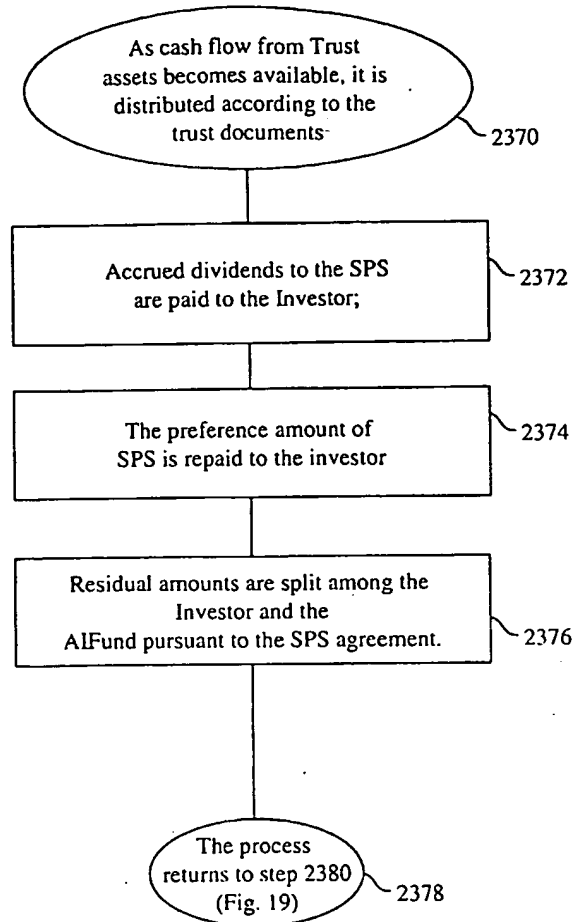 As cash flow from Trust
assets becomes available, it is
distributed according to the
trust documents
2370
Accrued dividends to the SPS
are paid to the Investor;
2372
The preference amount of
SPS is repaid to the investor
2374
Residual amounts are split among the
Investor and the
AIFund pursuant to the SPS agreement.
2376
The process
returns to step 2380
(Fig. 19)
2378